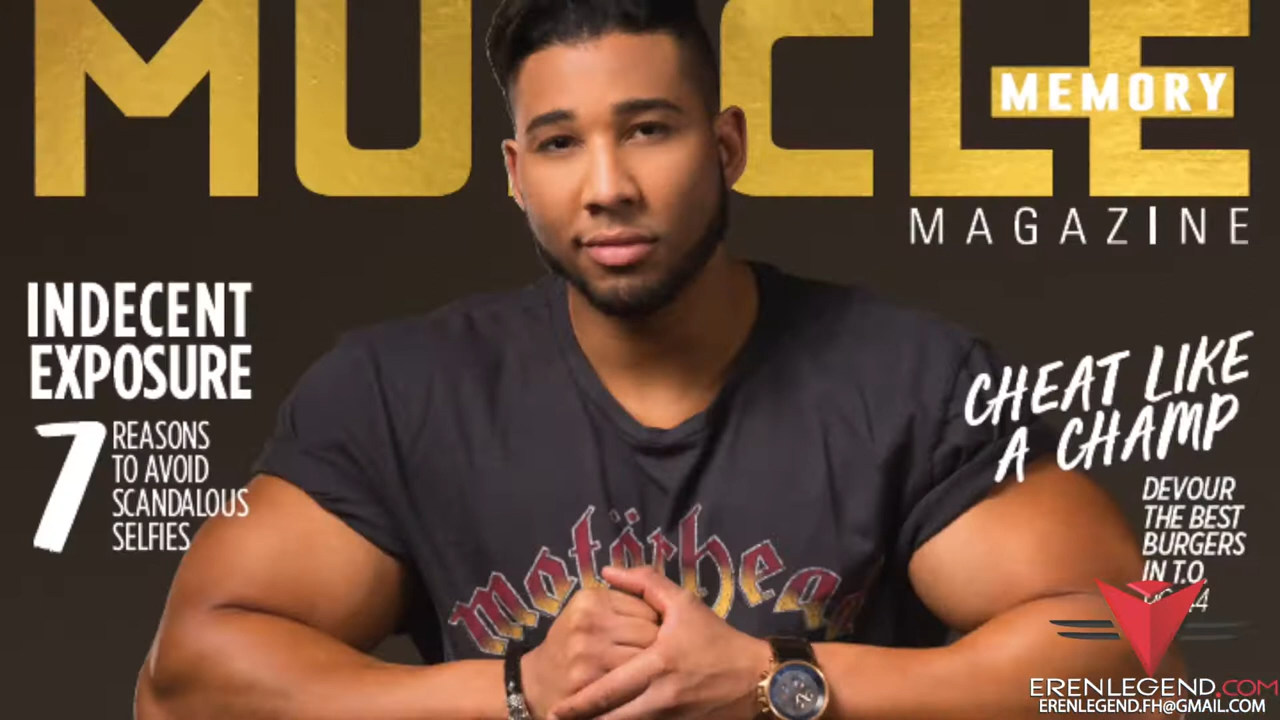 MUSCLE
MEMORY
MAGAZINE
INDECENT
EXPOSURE
7
REASONS
TO AVOID
SCANDALOUS
SELFIES
CHEAT LIKE
A CHAMP
DEVOUR
THE BEST
BURGERS
IN T.O.
motörhead
ERENLEGEND.COM
ERENLEGEND.FH@GMAIL.COM